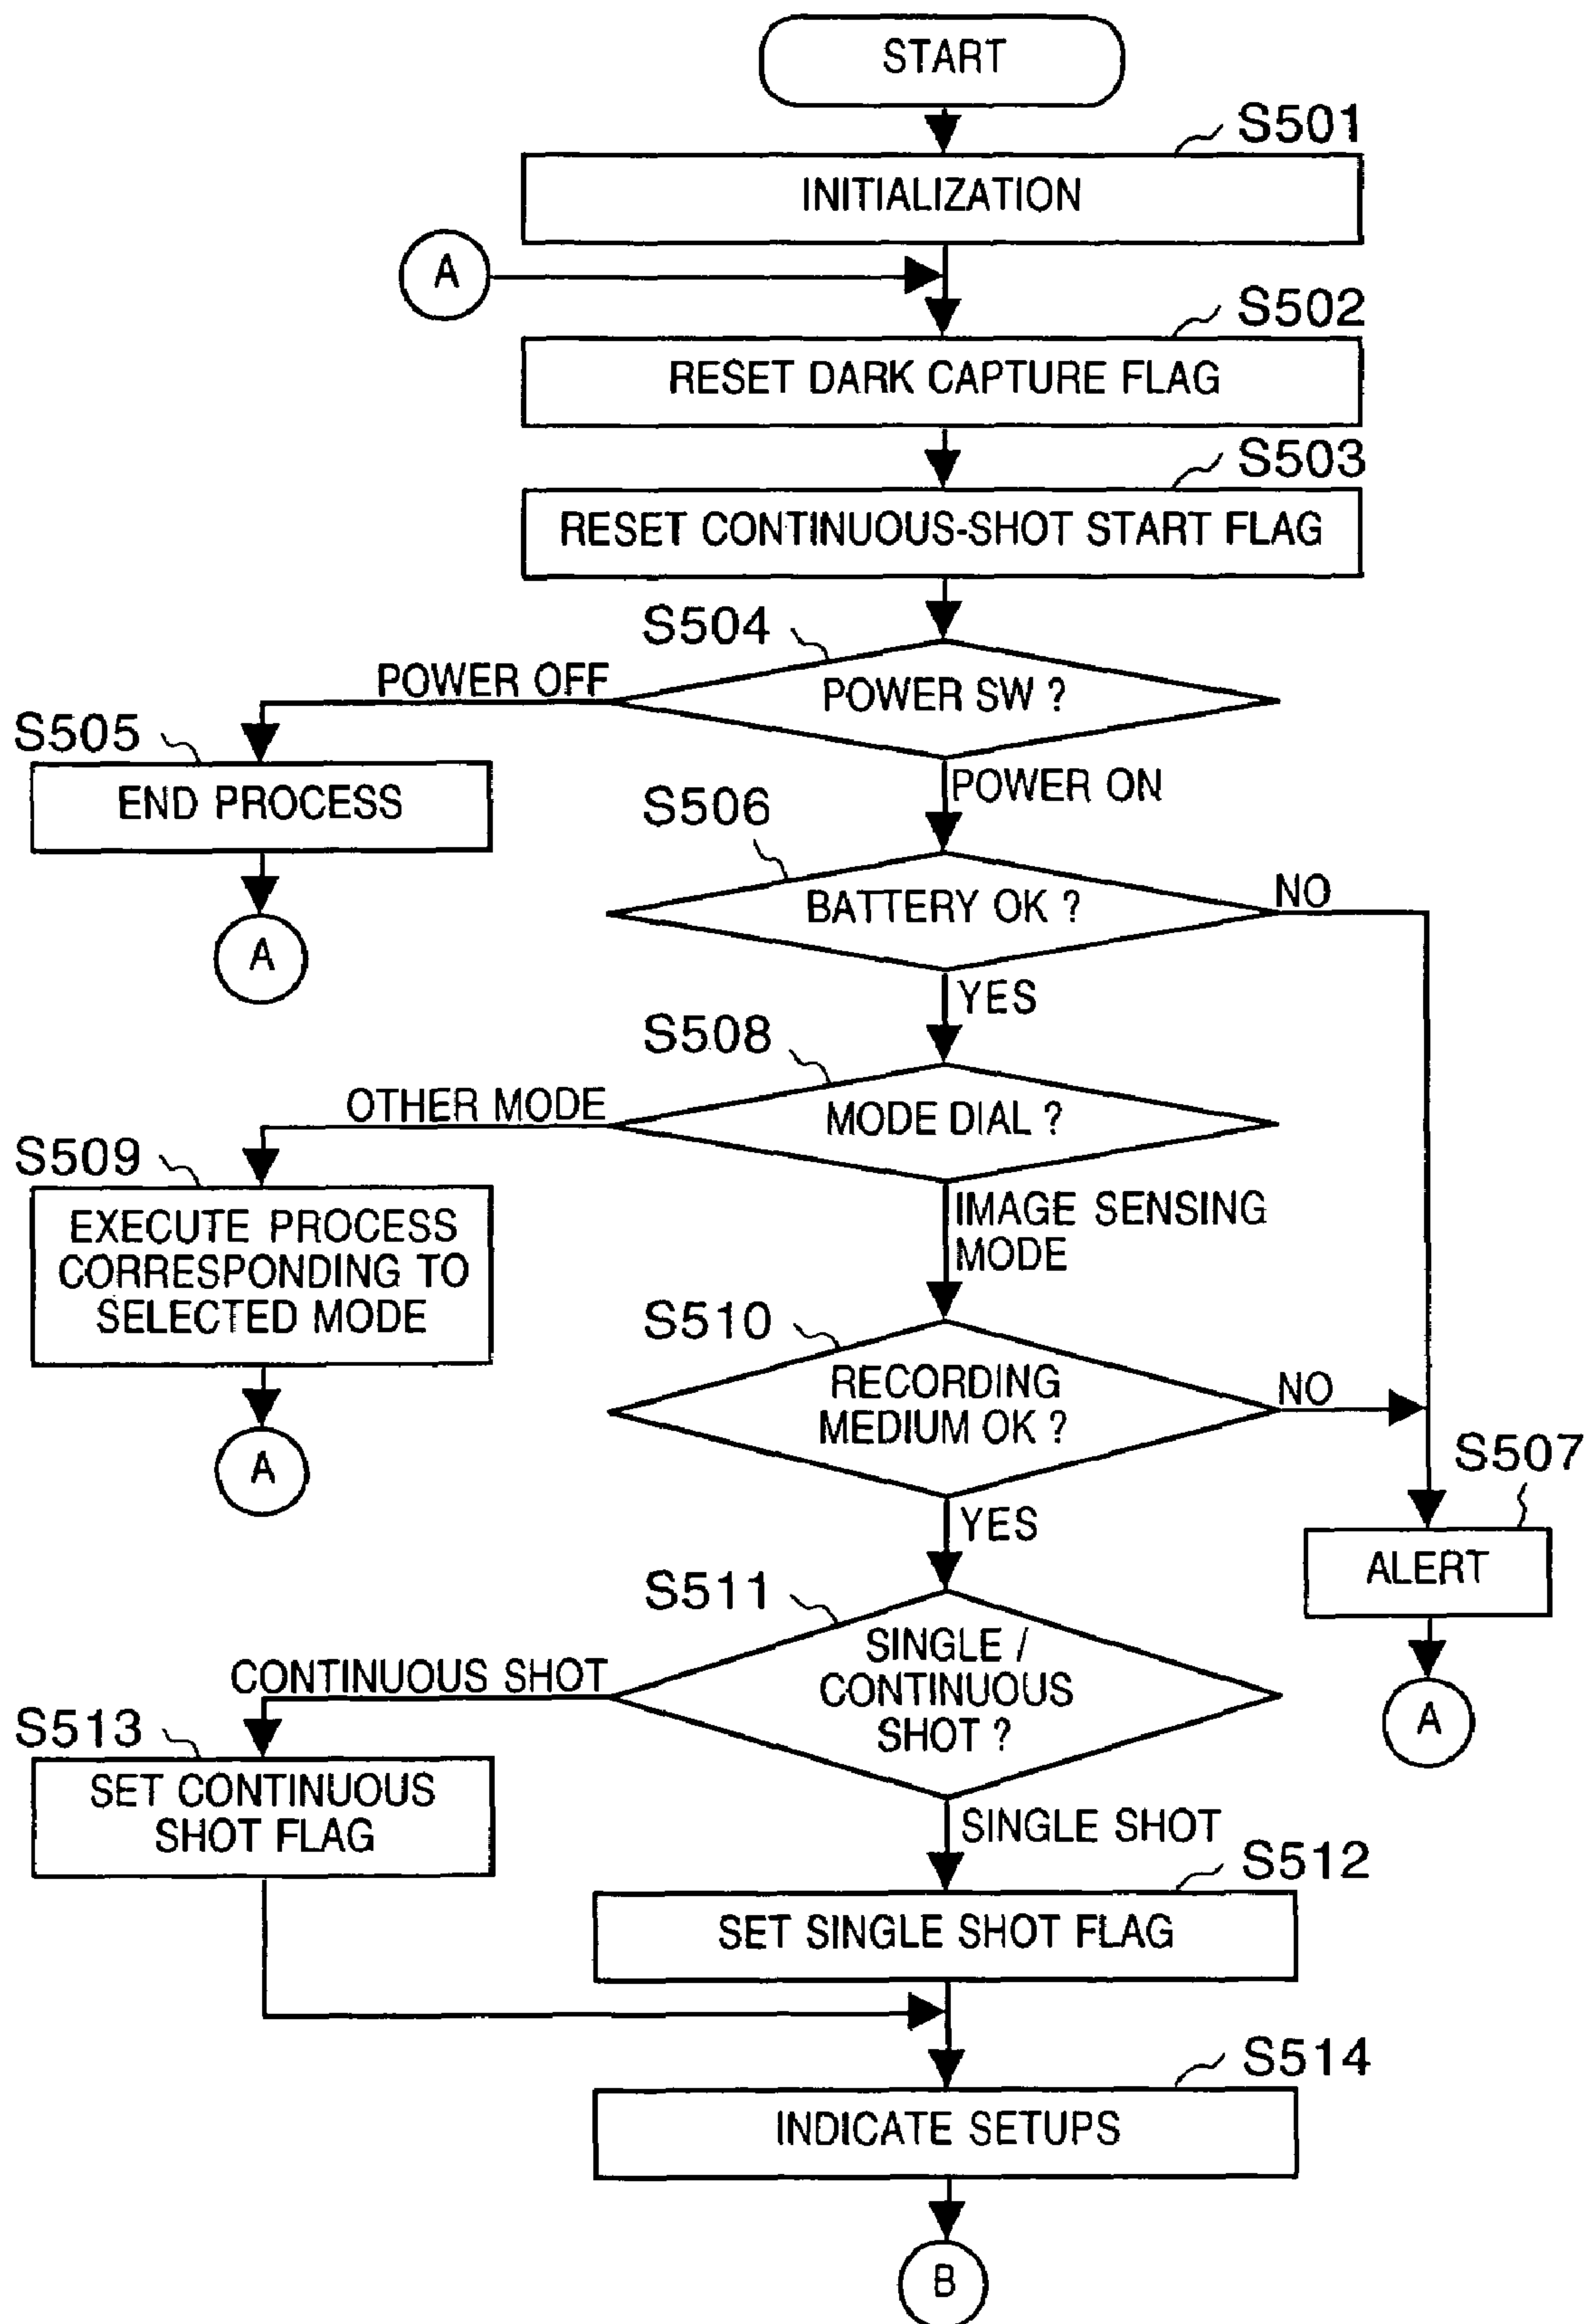 START
S501
INITIALIZATION
A
S502
RESET DARK CAPTURE FLAG
S503
RESET CONTINUOUS-SHOT START FLAG
S504
POWER OFF
POWER SW ?
S505
END PROCESS
POWER ON
S506
BATTERY OK ?
NO
A
YES
S508
OTHER MODE
MODE DIAL ?
S509
EXECUTE PROCESS
CORRESPONDING TO
SELECTED MODE
IMAGE SENSING
MODE
S510
RECORDING
MEDIUM OK ?
NO
A
S507
YES
ALERT
S511
SINGLE /
CONTINUOUS
SHOT ?
CONTINUOUS SHOT
A
S513
SET CONTINUOUS
SHOT FLAG
SINGLE SHOT
S512
SET SINGLE SHOT FLAG
S514
INDICATE SETUPS
B